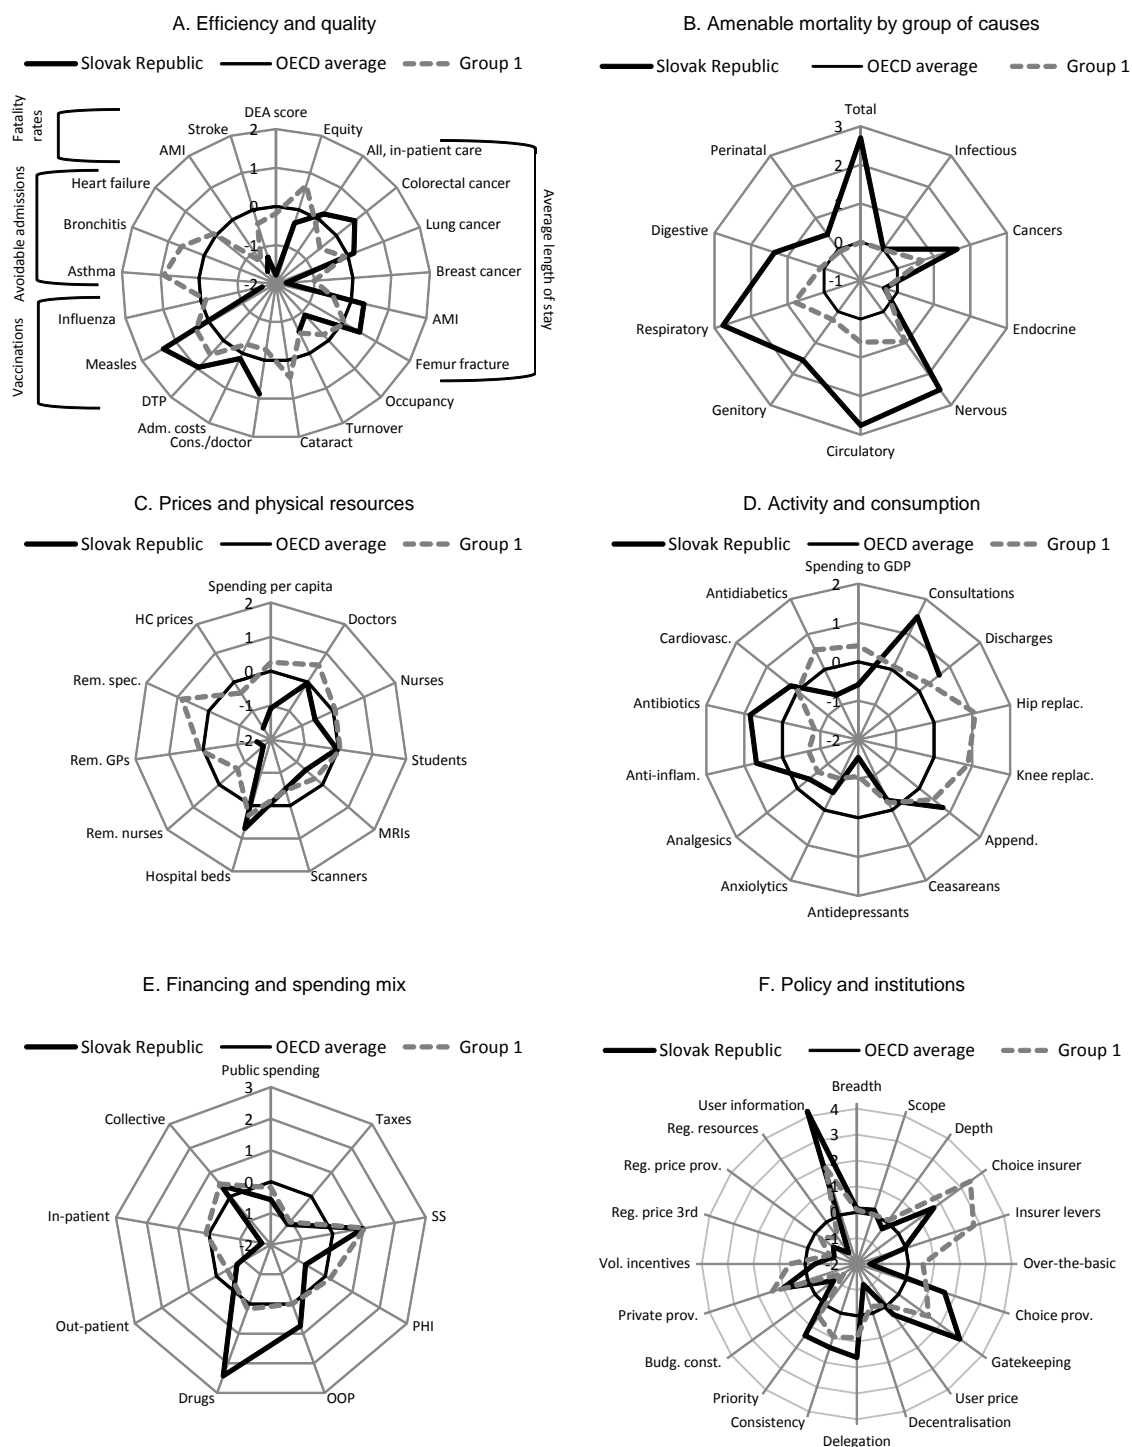 A. Efficiency and quality
Slovak Republic OECD average Group 1
Fatality rates
Avoidable admissions
Vaccinations
Average length of stay
DEA score
Equity
All, in-patient care
Colorectal cancer
Lung cancer
Breast cancer
AMI
Femur fracture
Occupancy
Turnover
Cataract
Cons./doctor
Adm. costs
DTP
Measles
Influenza
Asthma
Bronchitis
Heart failure
AMI
Stroke
2
1
0
-1
-2
B. Amenable mortality by group of causes
Slovak Republic OECD average Group 1
Total
Infectious
Cancers
Endocrine
Nervous
Circulatory
Genitory
Respiratory
Digestive
Perinatal
3
2
1
0
-1
C. Prices and physical resources
Slovak Republic OECD average Group 1
Spending per capita
Doctors
Nurses
Students
MRIs
Scanners
Hospital beds
Rem. nurses
Rem. GPs
Rem. spec.
HC prices
2
1
0
-1
-2
D. Activity and consumption
Slovak Republic OECD average Group 1
Spending to GDP
Consultations
Discharges
Hip replac.
Knee replac.
Append.
Ceasareans
Antidepressants
Anxiolytics
Analgesics
Anti-inflam.
Antibiotics
Cardiovasc.
Antidiabetics
2
1
0
-1
-2
E. Financing and spending mix
Slovak Republic OECD average Group 1
Public spending
Taxes
SS
PHI
OOP
Drugs
Out-patient
In-patient
Collective
3
2
1
0
-1
-2
F. Policy and institutions
Slovak Republic OECD average Group 1
Breadth
Scope
Depth
Choice insurer
Insurer levers
Over-the-basic
Choice prov.
Gatekeeping
User price
Decentralisation
Delegation
Consistency
Priority
Budg. const.
Private prov.
Vol. incentives
Reg. price 3rd
Reg. price prov.
Reg. resources
User information
4
3
2
1
0
-1
-2